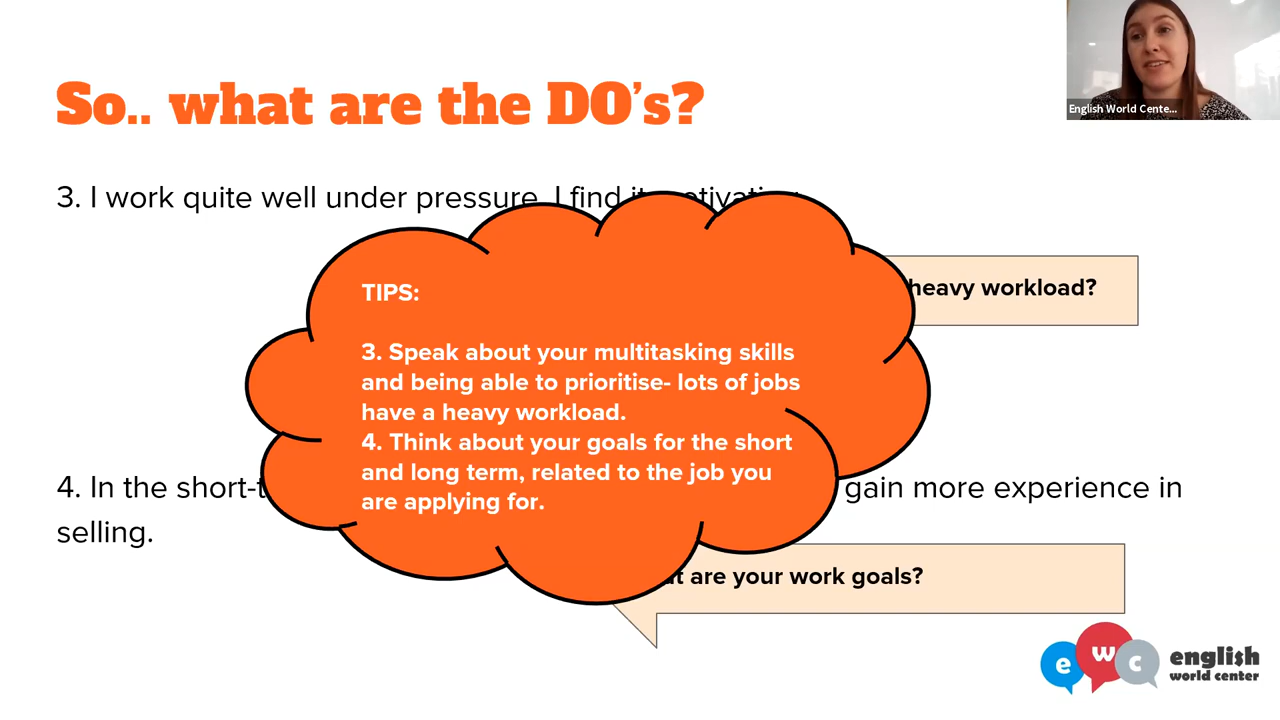 English World Cente...
So.. what are the DO's?
3. I work quite well under pressure. I find it motivating
heavy workload?
TIPS:
3. Speak about your multitasking skills
and being able to prioritise- lots of jobs
have a heavy workload.
4. Think about your goals for the short
and long term, related to the job you
are applying for.
4. In the short-t gain more experience in
selling.
are your work goals?
e w c english
world center